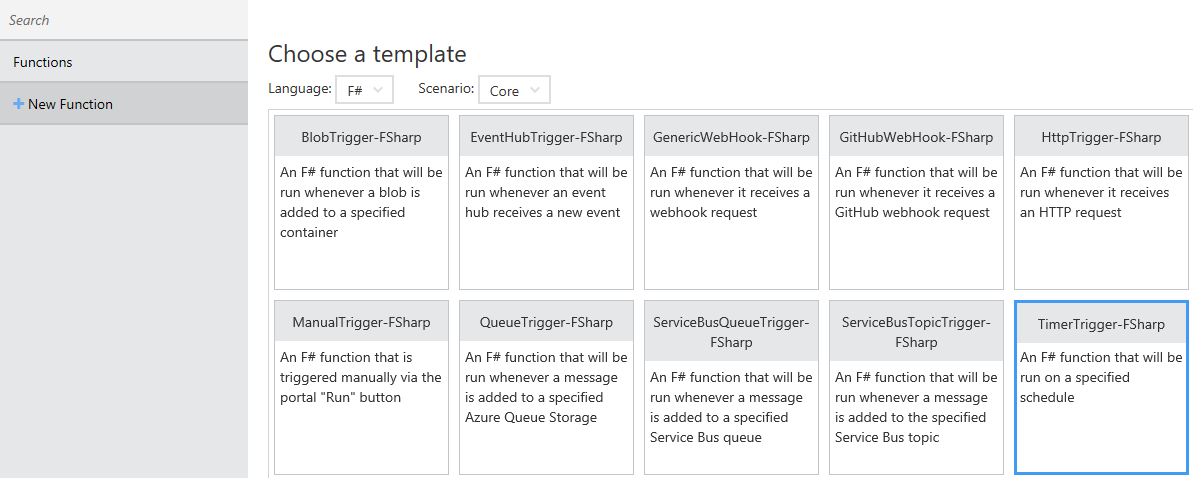 Search
Functions
+ New Function
Choose a template
Language: F# Scenario: Core
BlobTrigger-FSharp
An F# function that will be
run whenever a blob is
added to a specified
container
EventHubTrigger-FSharp
An F# function that will be
run whenever an event
hub receives a new event
GenericWebHook-FSharp
An F# function that will be
run whenever it receives a
webhook request
GitHubWebHook-FSharp
An F# function that will be
run whenever it receives a
GitHub webhook request
HttpTrigger-FSharp
An F# function that will be
run whenever it receives
an HTTP request
ManualTrigger-FSharp
An F# function that is
triggered manually via the
portal "Run" button
QueueTrigger-FSharp
An F# function that will be
run whenever a message
is added to a specified
Azure Queue Storage
ServiceBusQueueTrigger-
FSharp
An F# function that will be
run whenever a message
is added to a specified
Service Bus queue
ServiceBusTopicTrigger-
FSharp
An F# function that will be
run whenever a message
is added to the specified
Service Bus topic
TimerTrigger-FSharp
An F# function that will be
run on a specified
schedule